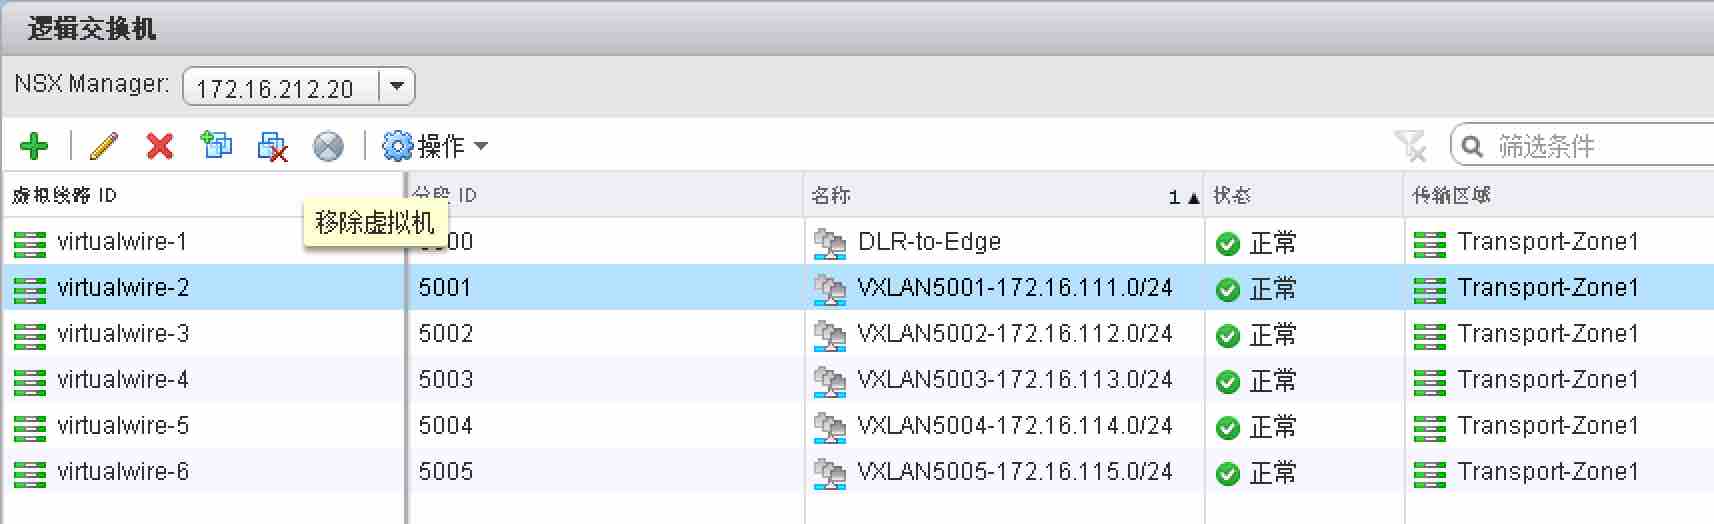 逻辑交换机
NSX Manager: 172.16.212.20
操作 筛选条件
虚拟线路 ID 分段 ID 名称 1 ▲ 状态 传输区域
移除虚拟机
virtualwire-1 DLR-to-Edge 正常 Transport-Zone1
virtualwire-2 5001 VXLAN5001-172.16.111.0/24 正常 Transport-Zone1
virtualwire-3 5002 VXLAN5002-172.16.112.0/24 正常 Transport-Zone1
virtualwire-4 5003 VXLAN5003-172.16.113.0/24 正常 Transport-Zone1
virtualwire-5 5004 VXLAN5004-172.16.114.0/24 正常 Transport-Zone1
virtualwire-6 5005 VXLAN5005-172.16.115.0/24 正常 Transport-Zone1